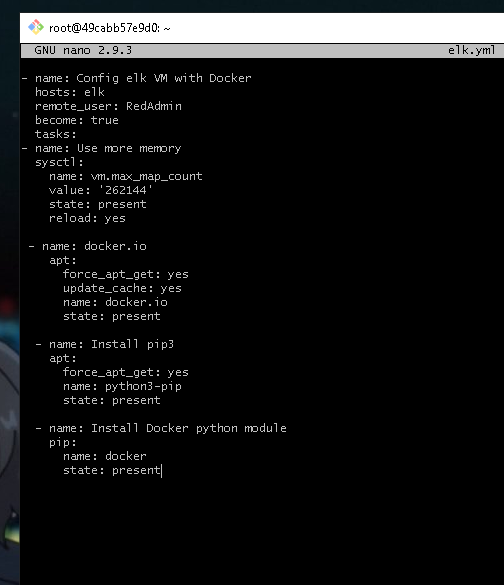 root@49cabb57e9d0: ~
GNU nano 2.9.3 elk.yml
- name: Config elk VM with Docker
  hosts: elk
  remote_user: RedAdmin
  become: true
  tasks:
- name: Use more memory
  sysctl:
    name: vm.max_map_count
    value: '262144'
    state: present
    reload: yes
 - name: docker.io
    apt:
      force_apt_get: yes
      update_cache: yes
      name: docker.io
      state: present
  - name: Install pip3
    apt:
      force_apt_get: yes
      name: python3-pip
      state: present
  - name: Install Docker python module
    pip:
      name: docker
      state: present